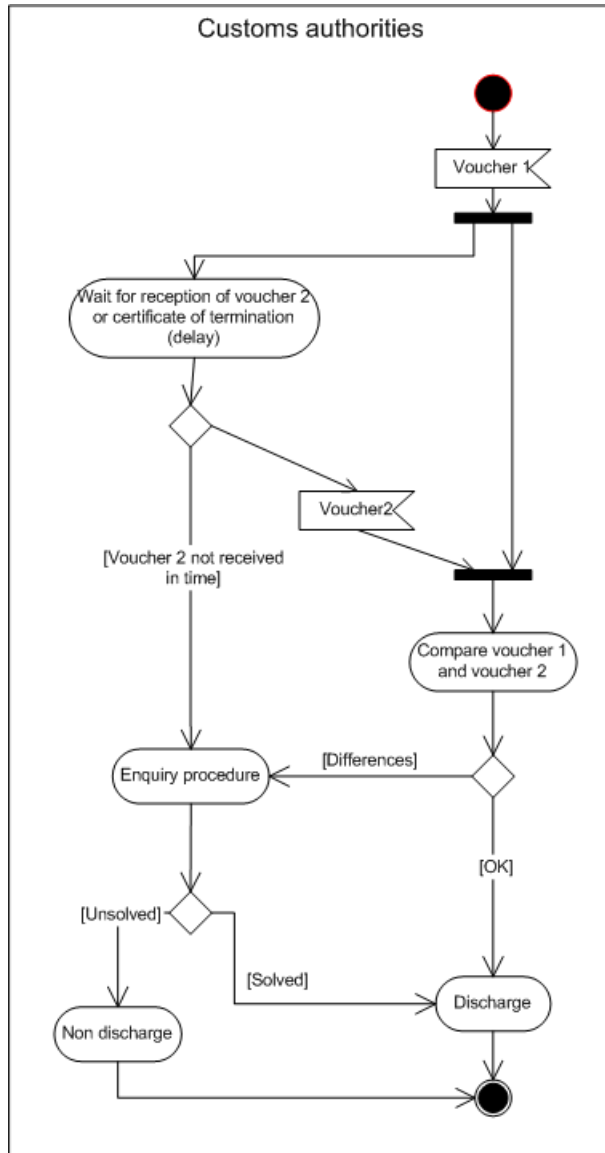 Customs authorities
Voucher 1
Wait for reception of voucher 2
or certificate of termination
(delay)
Voucher2
[Voucher 2 not received
in time]
Compare voucher 1
and voucher 2
Enquiry procedure
[Differences]
[OK]
[Unsolved]
[Solved]
Discharge
Non discharge